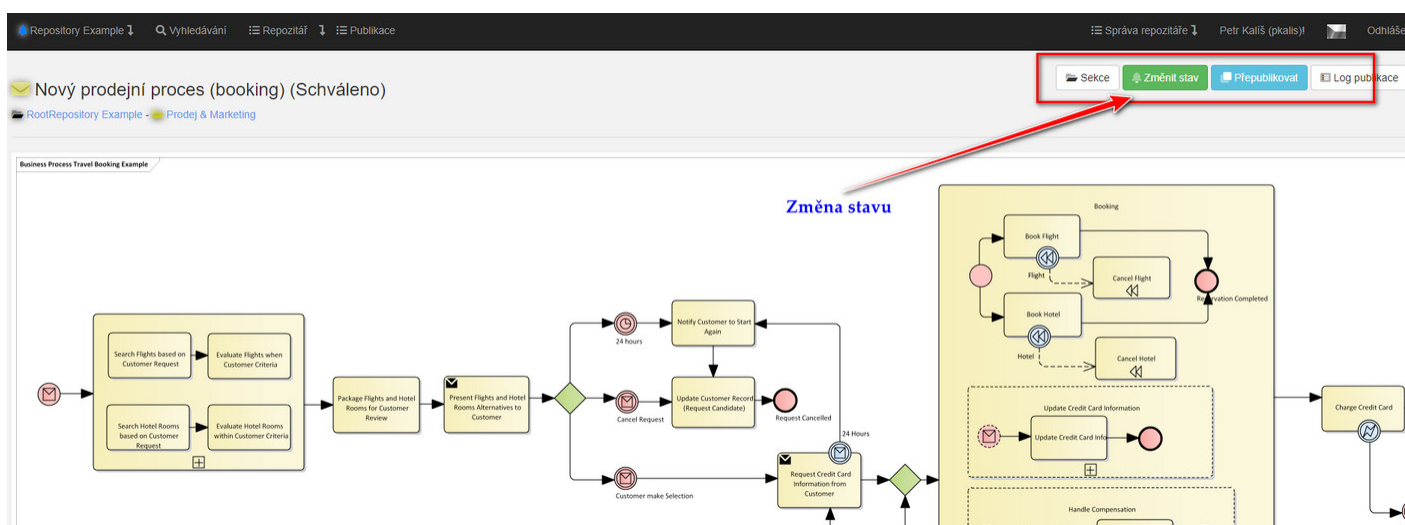 Repository Example
Vyhledávání
Repozitář
Publikace
Správa repozitáře
Petr Kalíš (pkalis)!
Odhláše
Nový prodejní proces (booking) (Schváleno)
Sekce
Změnit stav
Přepublikovat
Log publikace
RootRepository Example - Prodej & Marketing
Business Process Travel Booking Example
Změna stavu
Search Flights based on
Customer Request
Evaluate Flights when
Customer Criteria
Search Hotel Rooms
based on Customer
Request
Evaluate Hotel Rooms
within Customer Criteria
Package Flights and Hotel
Rooms for Customer
Review
Present Flights and Hotel
Rooms Alternatives to
Customer
24 hours
Notify Customer to Start
Again
Cancel Request
Update Customer Record
(Request Candidate)
Request Cancelled
Customer make Selection
24 Hours
Request Credit Card
Information from
Customer
Booking
Book Flight
Flight
Cancel Flight
Reservation Completed
Book Hotel
Hotel
Cancel Hotel
Update Credit Card Information
Update Credit Card Info
Handle Compensation
Charge Credit Card